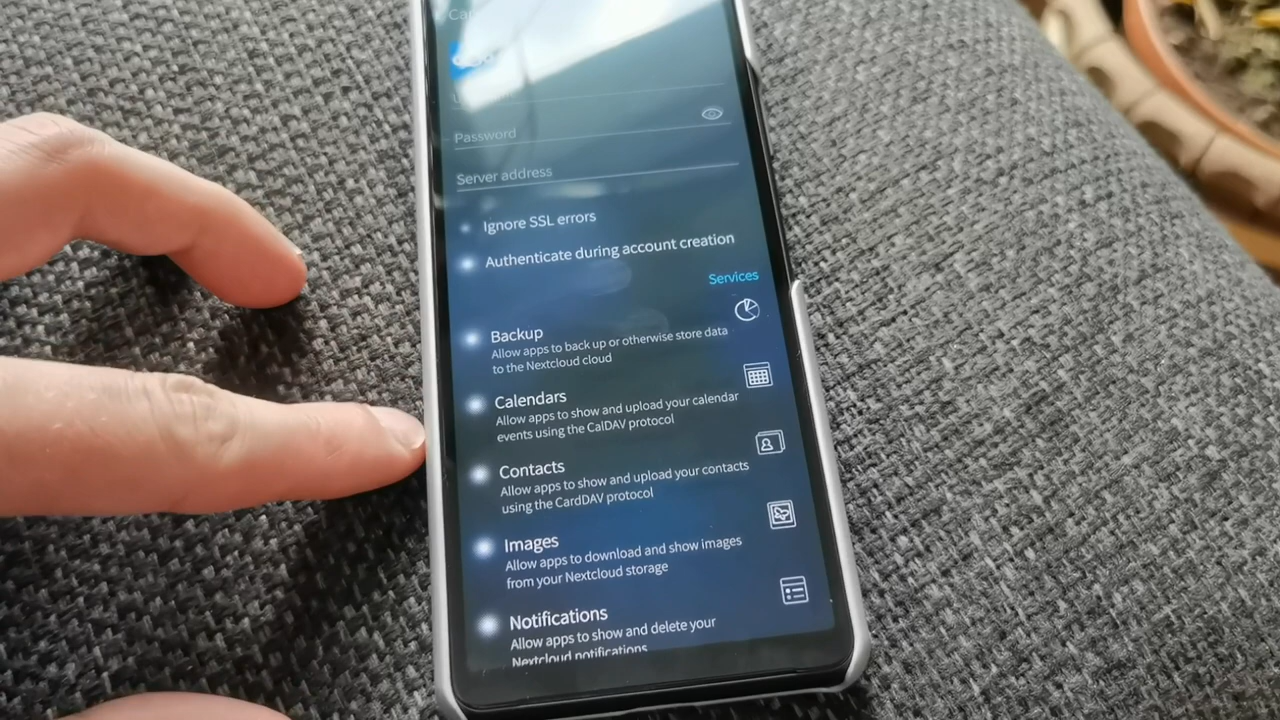 Password
Server address
Ignore SSL errors
Authenticate during account creation
Services
Backup
Allow apps to back up or otherwise store data
to the Nextcloud cloud
Calendars
Allow apps to show and upload your calendar
events using the CalDAV protocol
Contacts
Allow apps to show and upload your contacts
using the CardDAV protocol
Images
Allow apps to download and show images
from your Nextcloud storage
Notifications
Allow apps to show and delete your
Nextcloud notifications